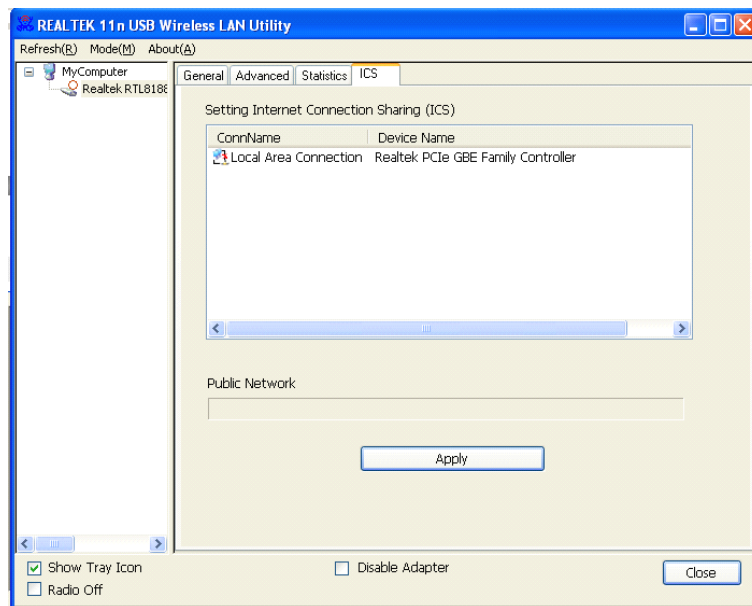 REALTEK 11n USB Wireless LAN Utility
Refresh(R) Mode(M) About(A)
MyComputer
Realtek RTL8188
General Advanced Statistics ICS
Setting Internet Connection Sharing (ICS)
ConnName Device Name
Local Area Connection Realtek PCIe GBE Family Controller
Public Network
Apply
Show Tray Icon Disable Adapter
Radio Off
Close